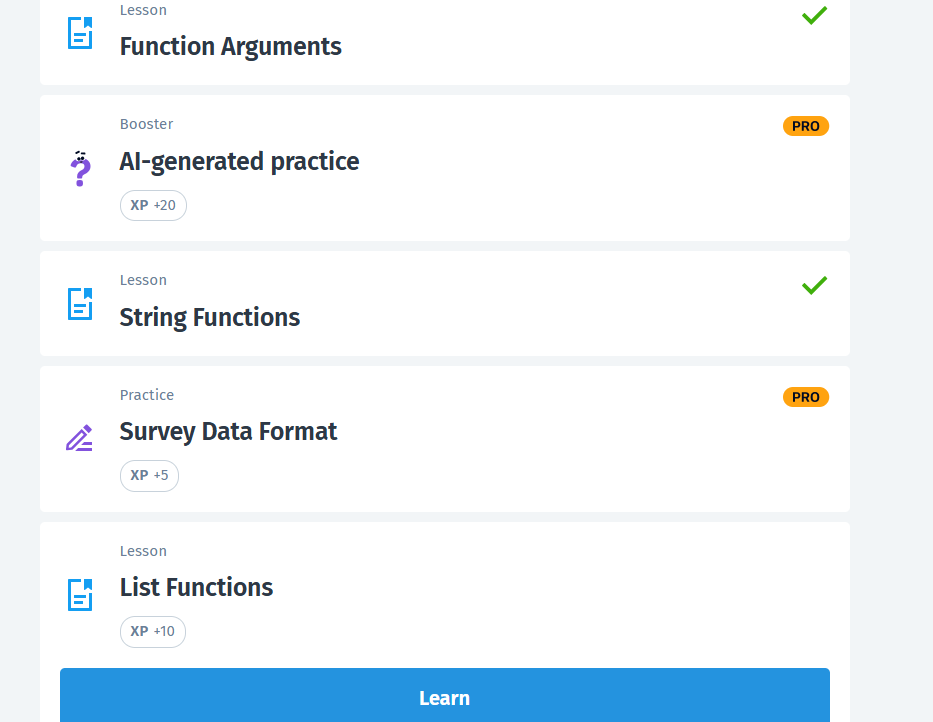 Lesson
Function Arguments
Booster
PRO
AI-generated practice
XP +20
Lesson
String Functions
Practice
PRO
Survey Data Format
XP +5
Lesson
List Functions
XP +10
Learn